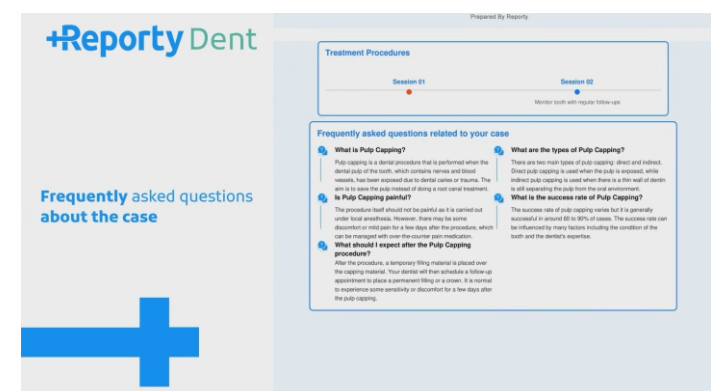 +Reporty Dent
Frequently asked questions
about the case
Prepared By Reporty
Treatment Procedures
Session 01
Session 02
Monitor tooth with regular follow-ups
Frequently asked questions related to your case
What is Pulp Capping?
Pulp capping is a dental procedure that is performed when the
dental pulp of the tooth, which contains nerves and blood
vessels, has been exposed due to dental caries or trauma. The
aim is to save the pulp instead of doing a root canal treatment.
Is Pulp Capping painful?
The procedure itself should not be painful as it is carried out
under local anesthesia. However, there may be some
discomfort or mild pain for a few days after the procedure, which
can be managed with over-the-counter pain medication.
What should I expect after the Pulp Capping
procedure?
After the procedure, a temporary filling material is placed over
the capping material. Your dentist will then schedule a follow-up
appointment to place a permanent filling or a crown. It is normal
to experience some sensitivity or discomfort for a few days after
the pulp capping.
What are the types of Pulp Capping?
There are two main types of pulp capping: direct and indirect.
Direct pulp capping is used when the pulp is exposed, while
indirect pulp capping is used when there is a thin wall of dentin
is still separating the pulp from the oral environment.
What is the success rate of Pulp Capping?
The success rate of pulp capping varies but it is generally
successful in around 60 to 90% of cases. The success rate can
be influenced by many factors including the condition of the
tooth and the dentist's expertise.